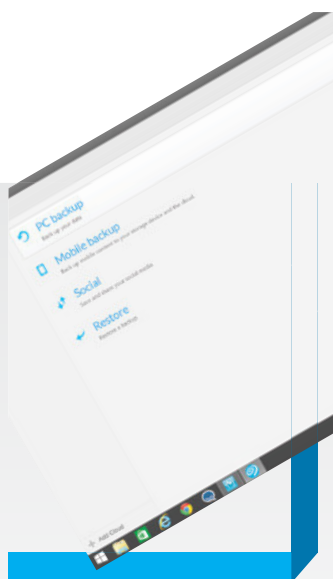 PC backup
Back up your data
Mobile backup
Back up mobile content to your storage device and the cloud
Social
Save and share your social media
Restore
Restore a backup
Add Cloud